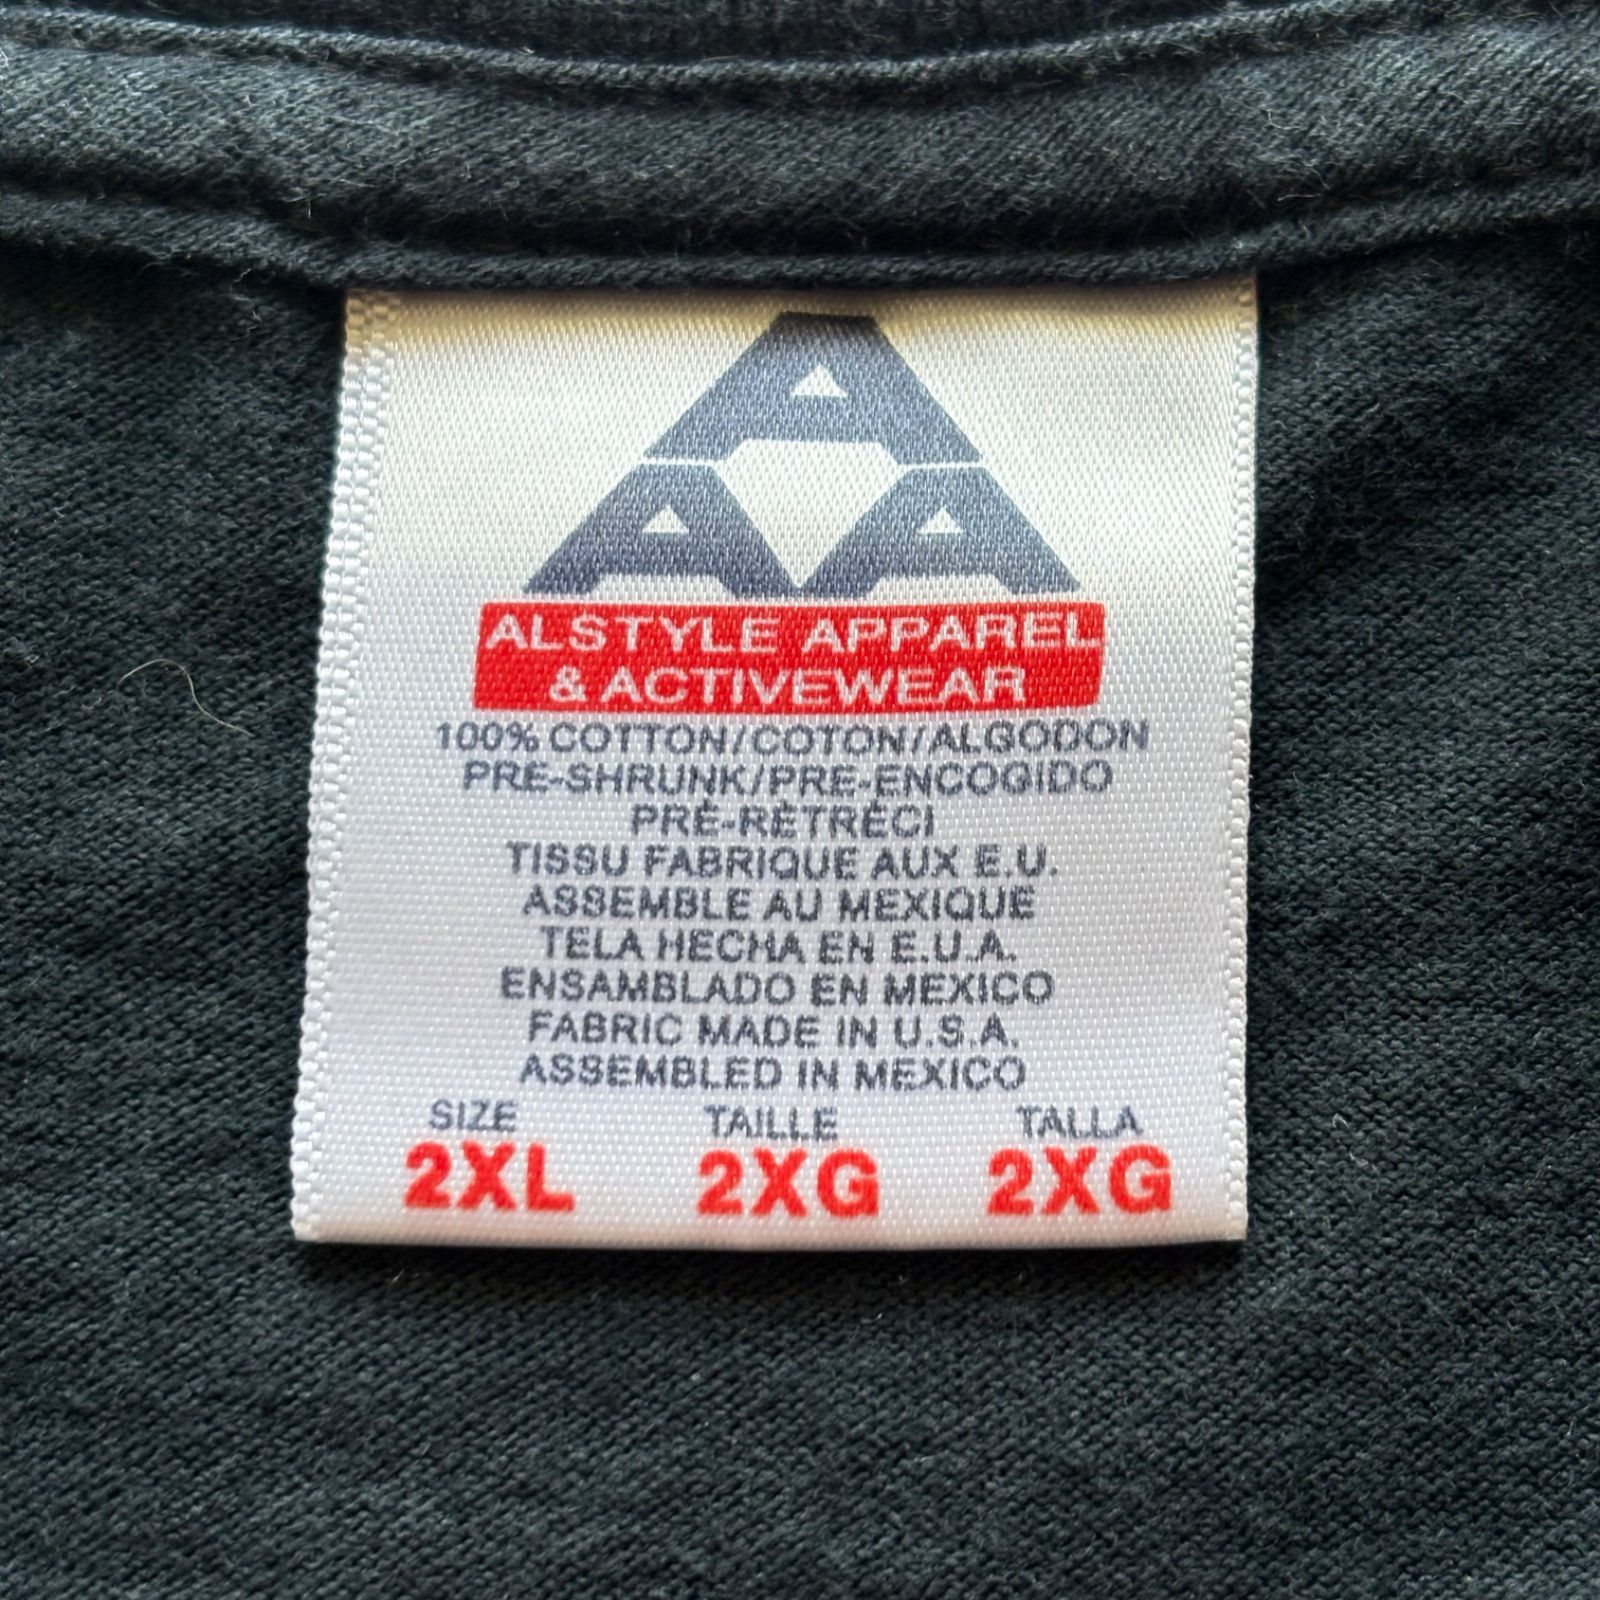 A
A A
ALSTYLE APPAREL
& ACTIVEWEAR
100% COTTON/COTON/ALGODON
PRE-SHRUNK/PRE-ENCOGIDO
PRÉ-RÉTRÉCI
TISSU FABRIQUE AUX E.U.
ASSEMBLE AU MEXIQUE
TELA HECHA EN E.U.A.
ENSAMBLADO EN MEXICO
FABRIC MADE IN U.S.A.
ASSEMBLED IN MEXICO
SIZE TAILLE TALLA
2XL 2XG 2XG